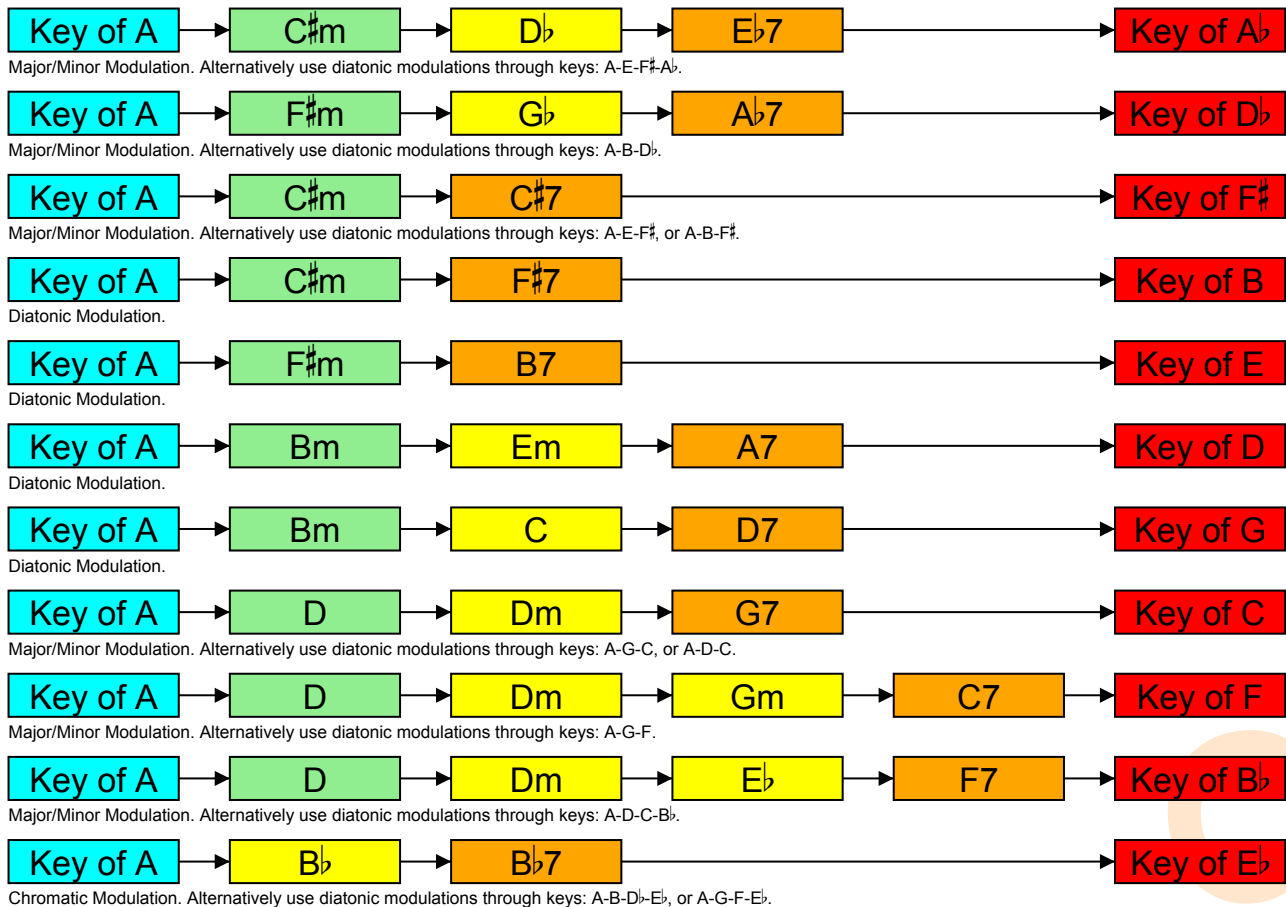 Key of A C♯m D♭ E♭7 Key of A♭
Major/Minor Modulation. Alternatively use diatonic modulations through keys: A-E-F♯-A♭.
Key of A F♯m G♭ A♭7 Key of D♭
Major/Minor Modulation. Alternatively use diatonic modulations through keys: A-B-D♭.
Key of A C♯m C♯7 Key of F♯
Major/Minor Modulation. Alternatively use diatonic modulations through keys: A-E-F♯, or A-B-F♯.
Key of A C♯m F♯7 Key of B
Diatonic Modulation.
Key of A F♯m B7 Key of E
Diatonic Modulation.
Key of A Bm Em A7 Key of D
Diatonic Modulation.
Key of A Bm C D7 Key of G
Diatonic Modulation.
Key of A D Dm G7 Key of C
Major/Minor Modulation. Alternatively use diatonic modulations through keys: A-G-C, or A-D-C.
Key of A D Dm Gm C7 Key of F
Major/Minor Modulation. Alternatively use diatonic modulations through keys: A-G-F.
Key of A D Dm E♭ F7 Key of B♭
Major/Minor Modulation. Alternatively use diatonic modulations through keys: A-D-C-B♭.
Key of A B♭ B♭7 Key of E♭
Chromatic Modulation. Alternatively use diatonic modulations through keys: A-B-D♭-E♭, or A-G-F-E♭.